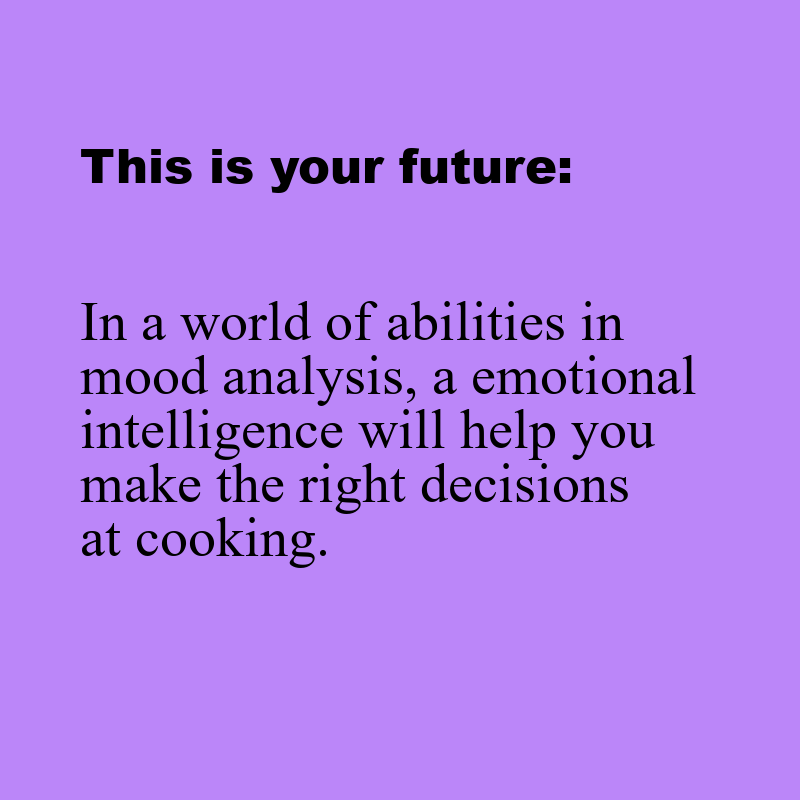 This is your future:
In a world of abilities in
mood analysis, a emotional
intelligence will help you
make the right decisions
at cooking.